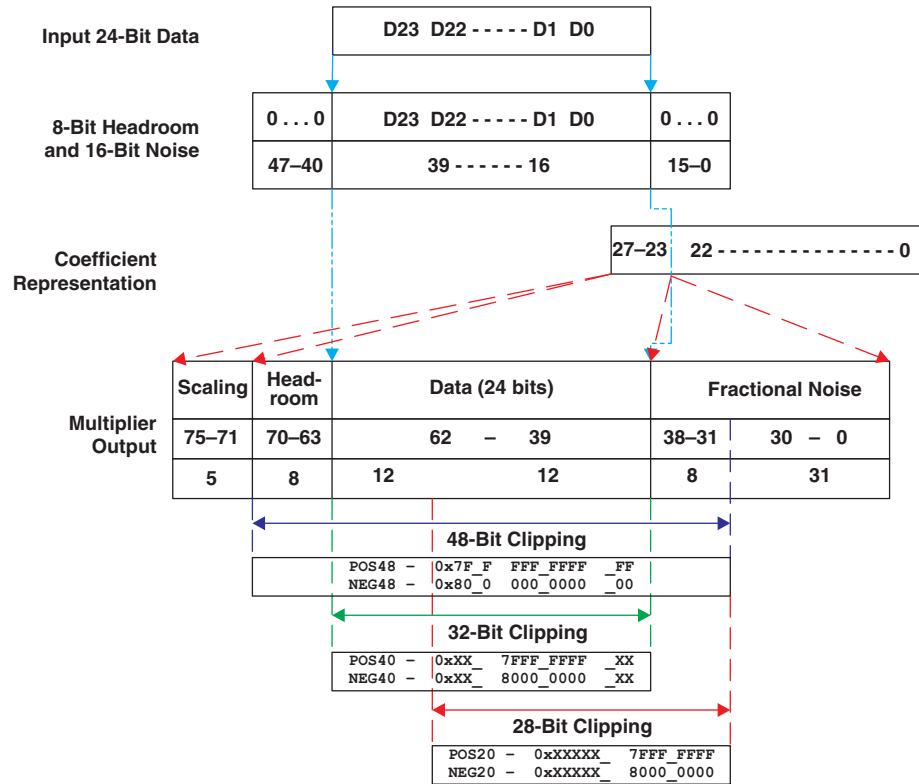 Input 24-Bit Data
D23 D22 - - - - - D1 D0
8-Bit Headroom
and 16-Bit Noise
0 . . . 0
D23 D22 - - - - - D1 D0
0 . . . 0
47–40
39 - - - - - - 16
15–0
Coefficient
Representation
27–23
22 - - - - - - - - - - - - - - - 0
Multiplier
Output
Scaling
Head-
room
Data (24 bits)
Fractional Noise
75–71
70–63
62 – 39
38–31
30 – 0
5
8
12
12
8
31
48-Bit Clipping
POS48 – 0x7F_F FFF_FFFF _FF
NEG48 – 0x80_0 000_0000 _00
32-Bit Clipping
POS40 – 0xXX_ 7FFF_FFFF _XX
NEG40 – 0xXX_ 8000_0000 _XX
28-Bit Clipping
POS20 – 0xXXXXX_ 7FFF_FFFF
NEG20 – 0xXXXXX_ 8000_0000